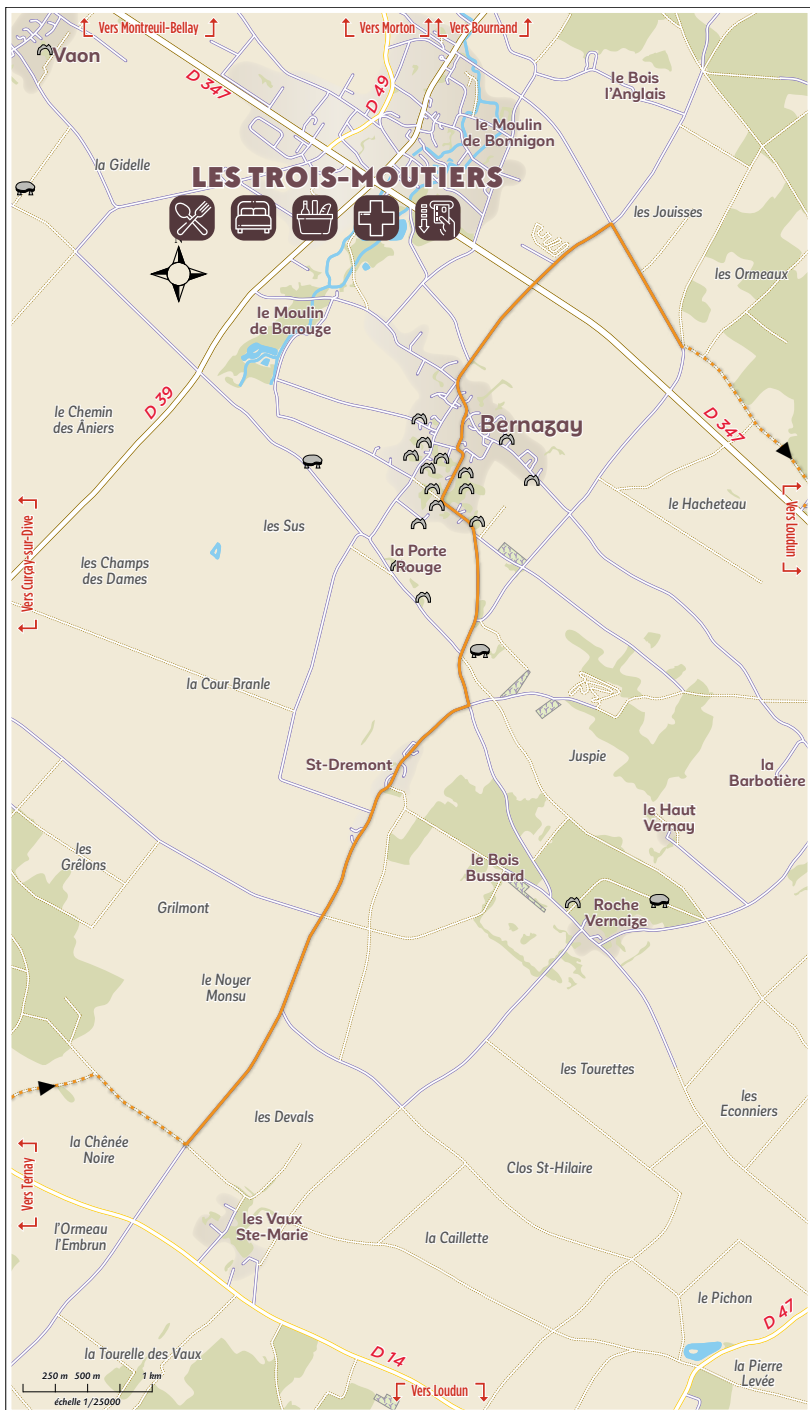 Vers Montreuil-Bellay
Vers Morton
Vers Bournand
Vaon
D 347
D 49
le Bois
l'Anglais
le Moulin
de Bonnigon
la Gidelle
LES TROIS-MOUTIERS
les Jouisses
N
les Ormeaux
le Moulin
de Barouze
D 39
le Chemin
des Âniers
Bernazay
D 347
les Sus
le Hacheteau
Vers Loudun
Vers Curçay-sur-Dive
les Champs
des Dames
la Porte
Rouge
la Cour Branle
St-Dremont
Juspie
la
Barbotière
le Haut
Vernay
les
Grêlons
le Bois
Bussard
Grilmont
Roche
Vernaize
le Noyer
Monsu
les Tourettes
les
Econniers
les Devals
la Chênée
Noire
Clos St-Hilaire
Vers Ternay
l'Ormeau
l'Embrun
les Vaux
Ste-Marie
la Caillette
le Pichon
D 47
la Tourelle des Vaux
D 14
la Pierre
Levée
250 m 500 m 1 km
échelle 1/25000
Vers Loudun